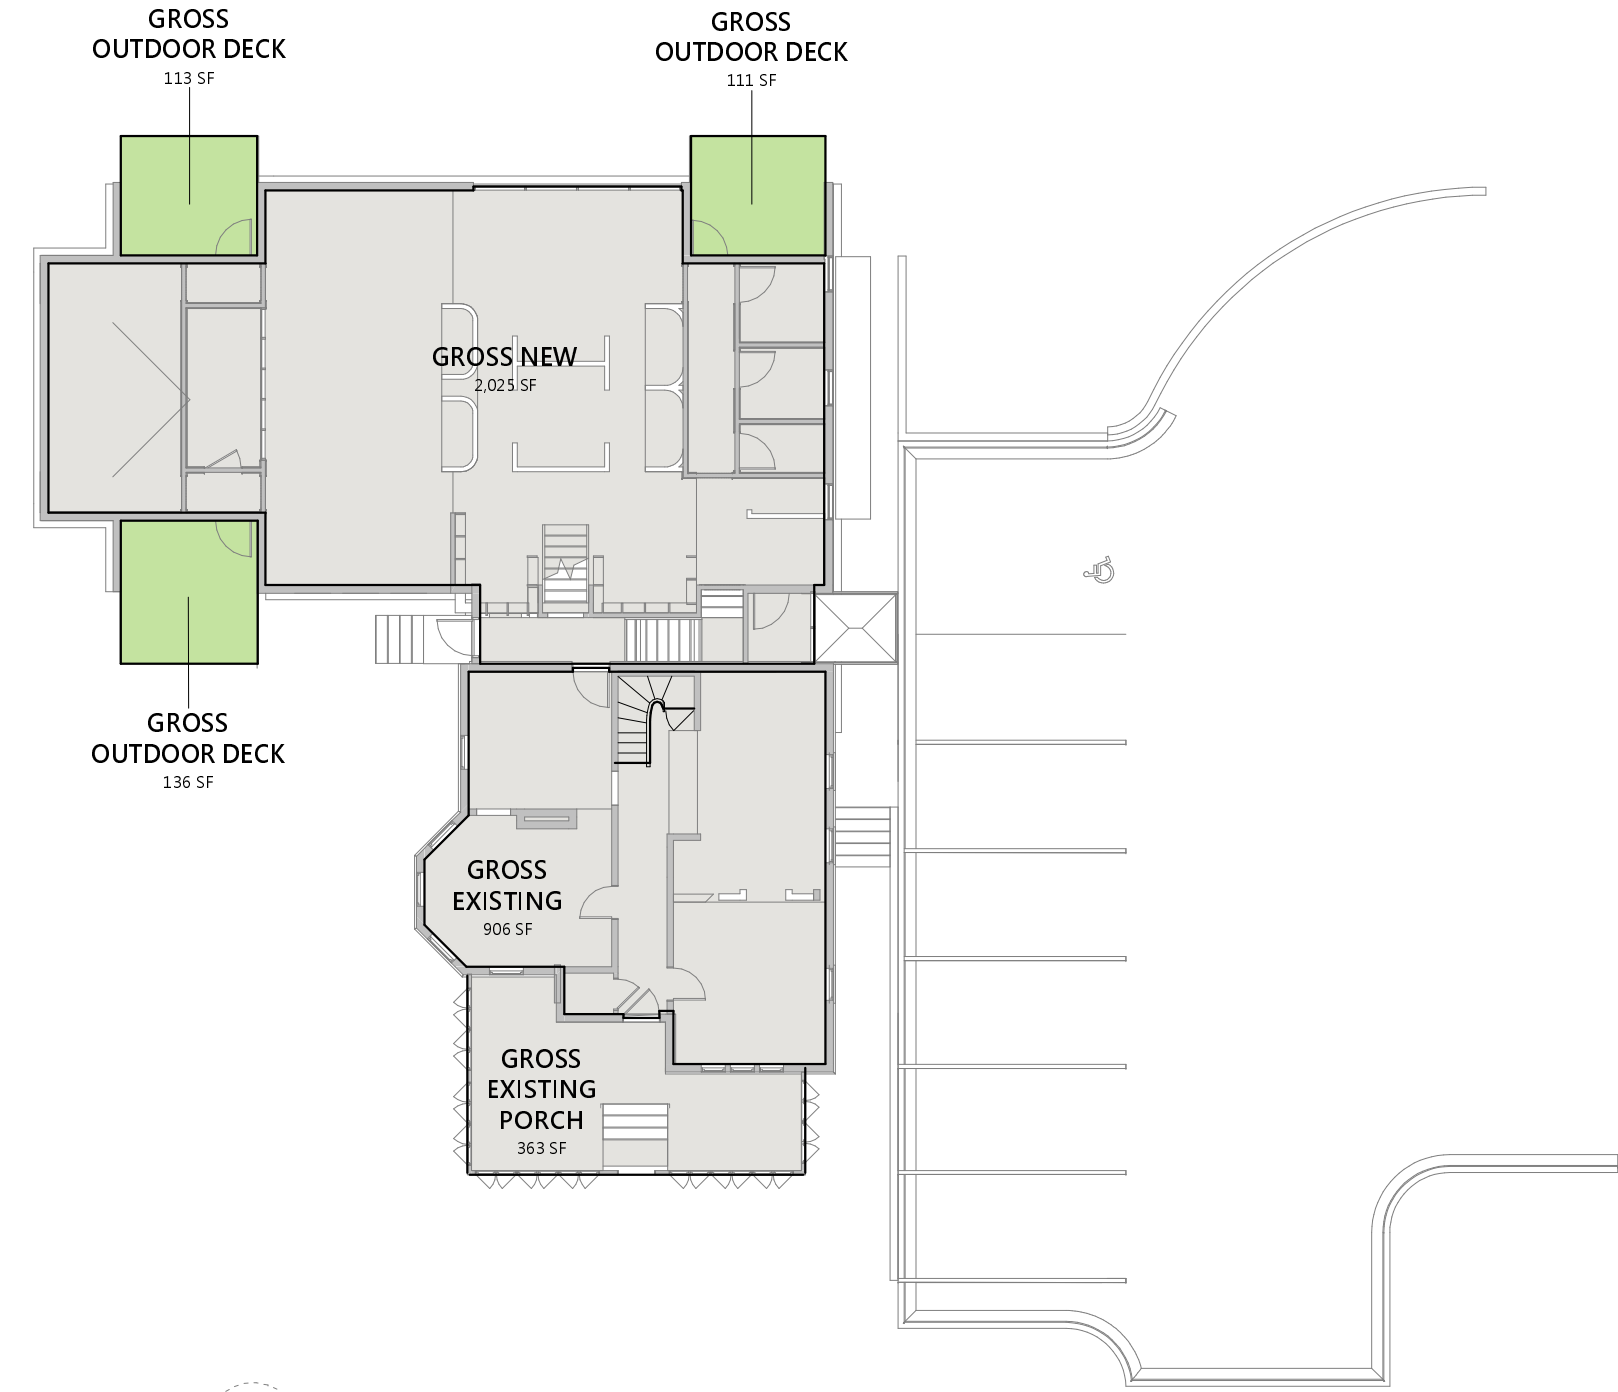 GROSS
OUTDOOR DECK
113 SF
GROSS
OUTDOOR DECK
111 SF
GROSS NEW
2,025 SF
GROSS
OUTDOOR DECK
136 SF
GROSS
EXISTING
906 SF
GROSS
EXISTING
PORCH
363 SF